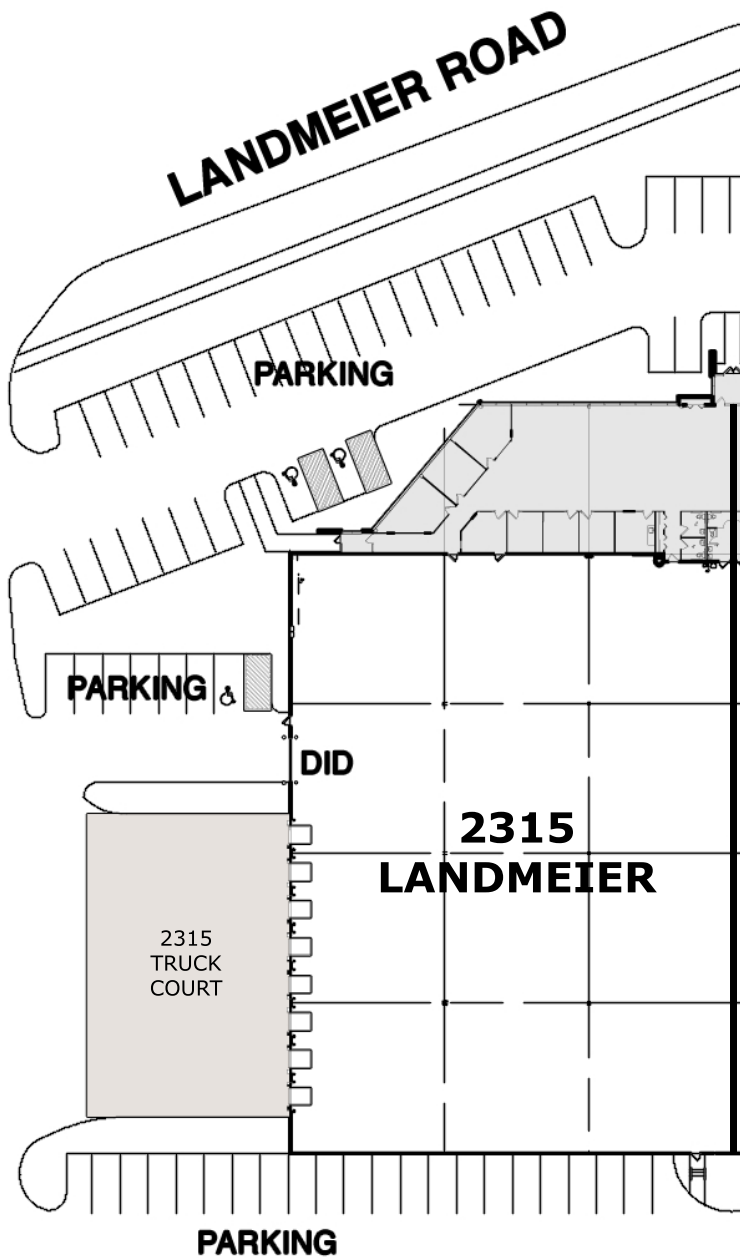 LANDMEIER ROAD
PARKING
PARKING
DID
2315
LANDMEIER
2315
TRUCK
COURT
PARKING